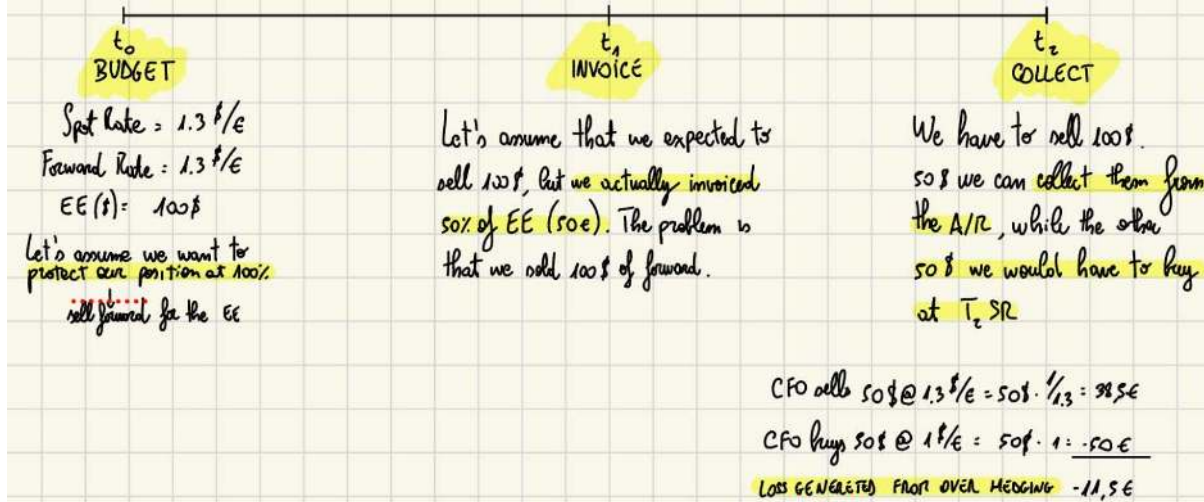 t₀
BUDGET
Spot Rate = 1.3 $/€
Forward Rate = 1.3 $/€
EE($) = 100$
Let's assume we want to
protect our position at 100%
sell forward for the EE
t₁
INVOICE
Let's assume that we expected to
sell 100$, but we actually invoiced
50% of EE (50€). The problem is
that we sold 100$ of forward.
t₂
COLLECT
We have to sell 100$.
50$ we can collect them from
the A/R, while the other
50$ we would have to buy
at T₂ SR
CFO sells 50$ @ 1.3 $/€ = 50$ · 1/1.3 = 38,5€
CFO buys 50$ @ 1 $/€ = 50$ · 1 = -50€
LOSS GENERETED FROM OVER HEDGING -11,5€